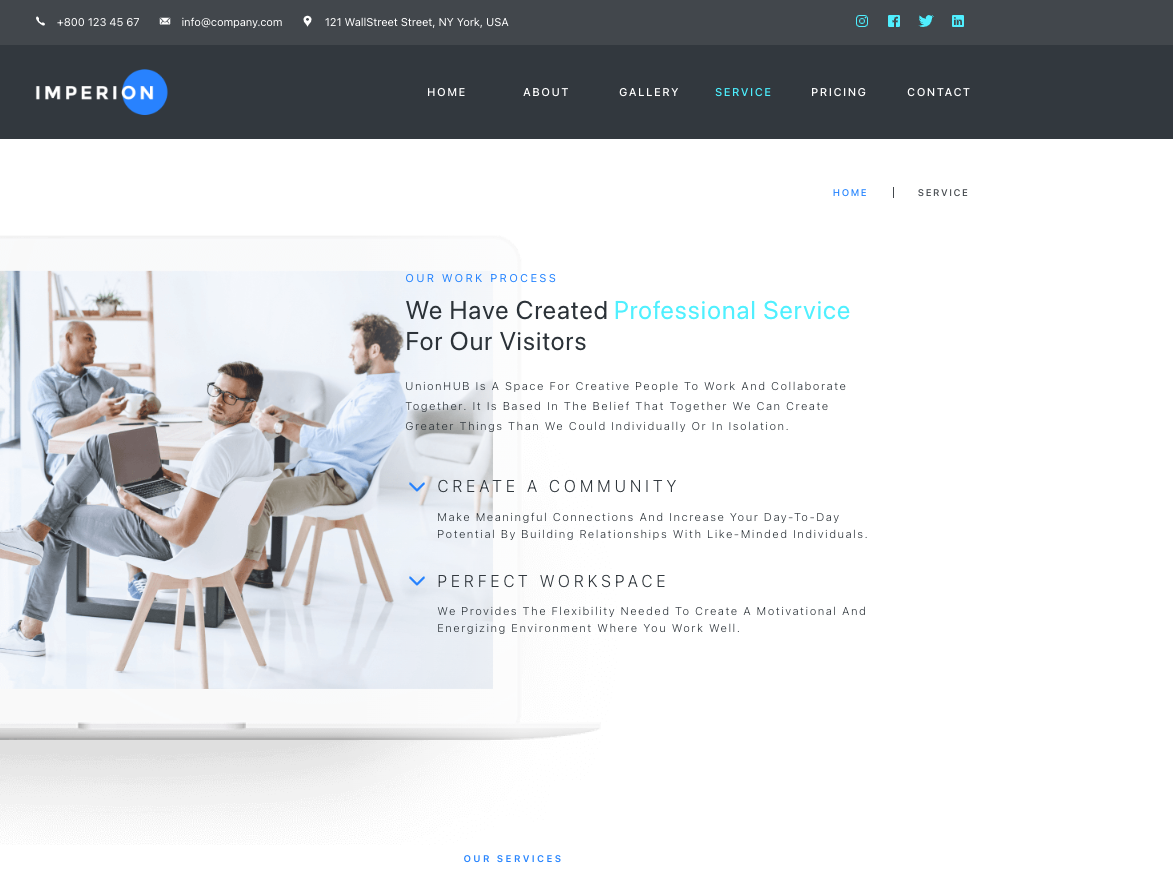 +800 123 45 67
info@company.com
121 WallStreet Street, NY York, USA
IMPERION
HOME
ABOUT
GALLERY
SERVICE
PRICING
CONTACT
HOME | SERVICE
OUR WORK PROCESS
We Have Created Professional Service
For Our Visitors
UnionHUB Is A Space For Creative People To Work And Collaborate
Together. It Is Based In The Belief That Together We Can Create
Greater Things Than We Could Individually Or In Isolation.
CREATE A COMMUNITY
Make Meaningful Connections And Increase Your Day-To-Day
Potential By Building Relationships With Like-Minded Individuals.
PERFECT WORKSPACE
We Provides The Flexibility Needed To Create A Motivational And
Energizing Environment Where You Work Well.
OUR SERVICES